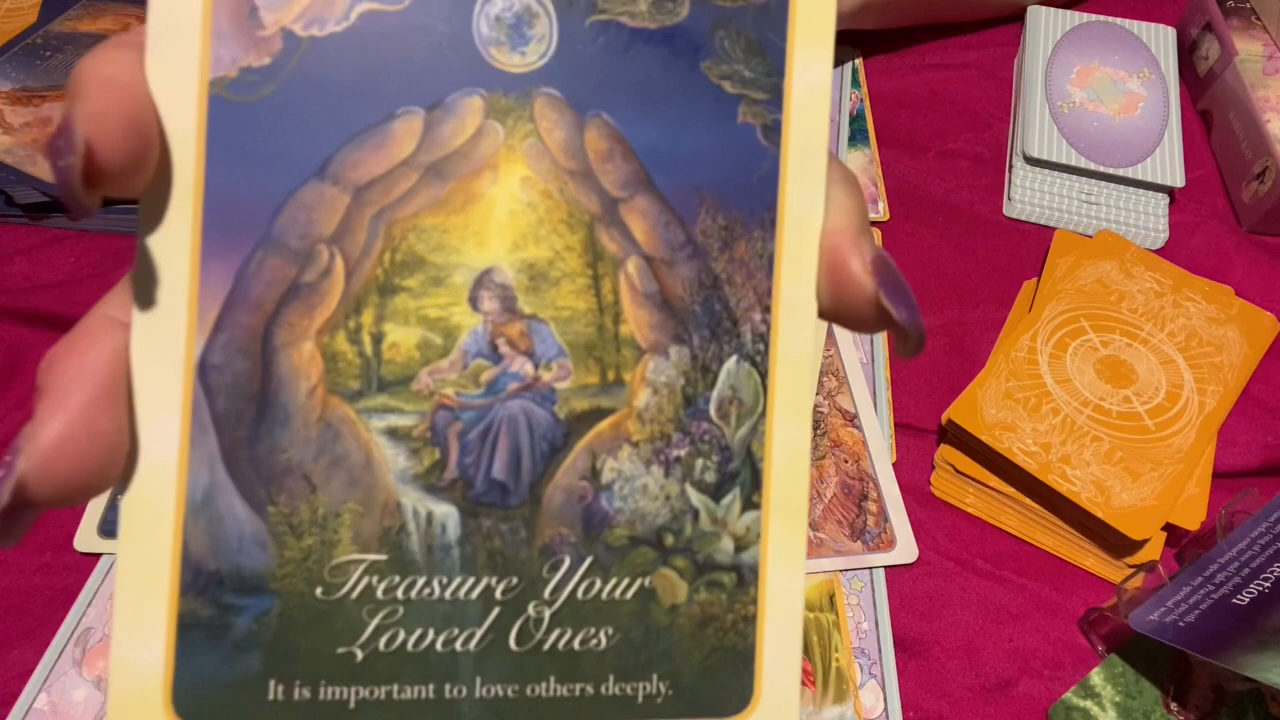 Treasure Your
Loved Ones
It is important to love others deeply.